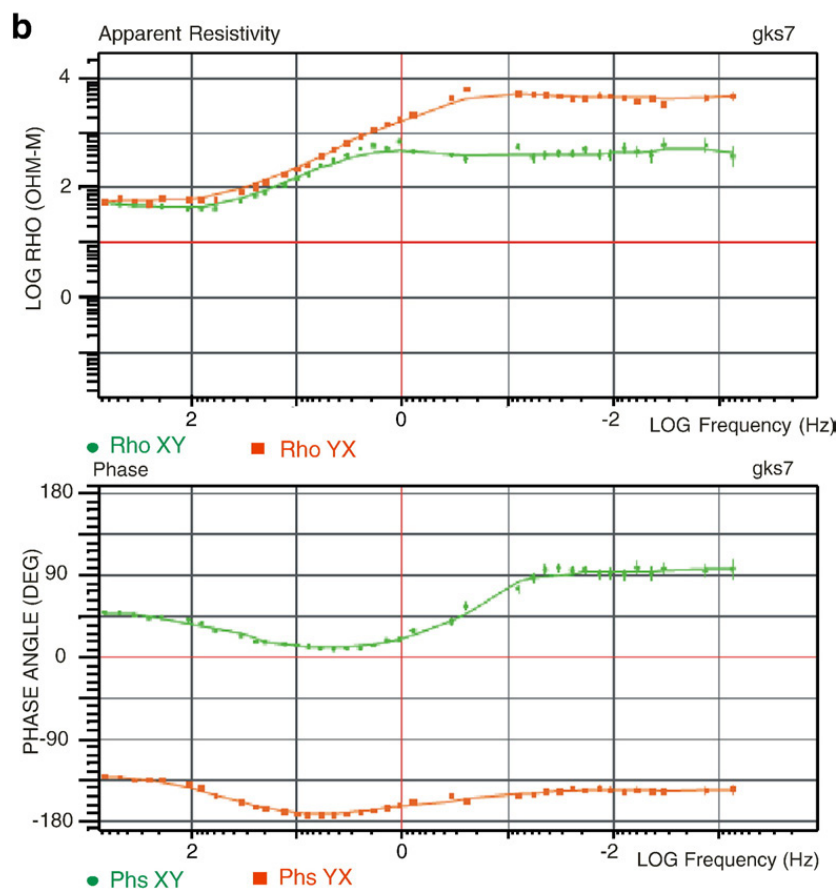 b
Apparent Resistivity
gks7
4
2
0
LOG RHO (OHM-M)
2
0
-2
LOG Frequency (Hz)
Rho XY
Rho YX
Phase
gks7
180
90
0
-90
-180
PHASE ANGLE (DEG)
2
0
-2
LOG Frequency (Hz)
Phs XY
Phs YX